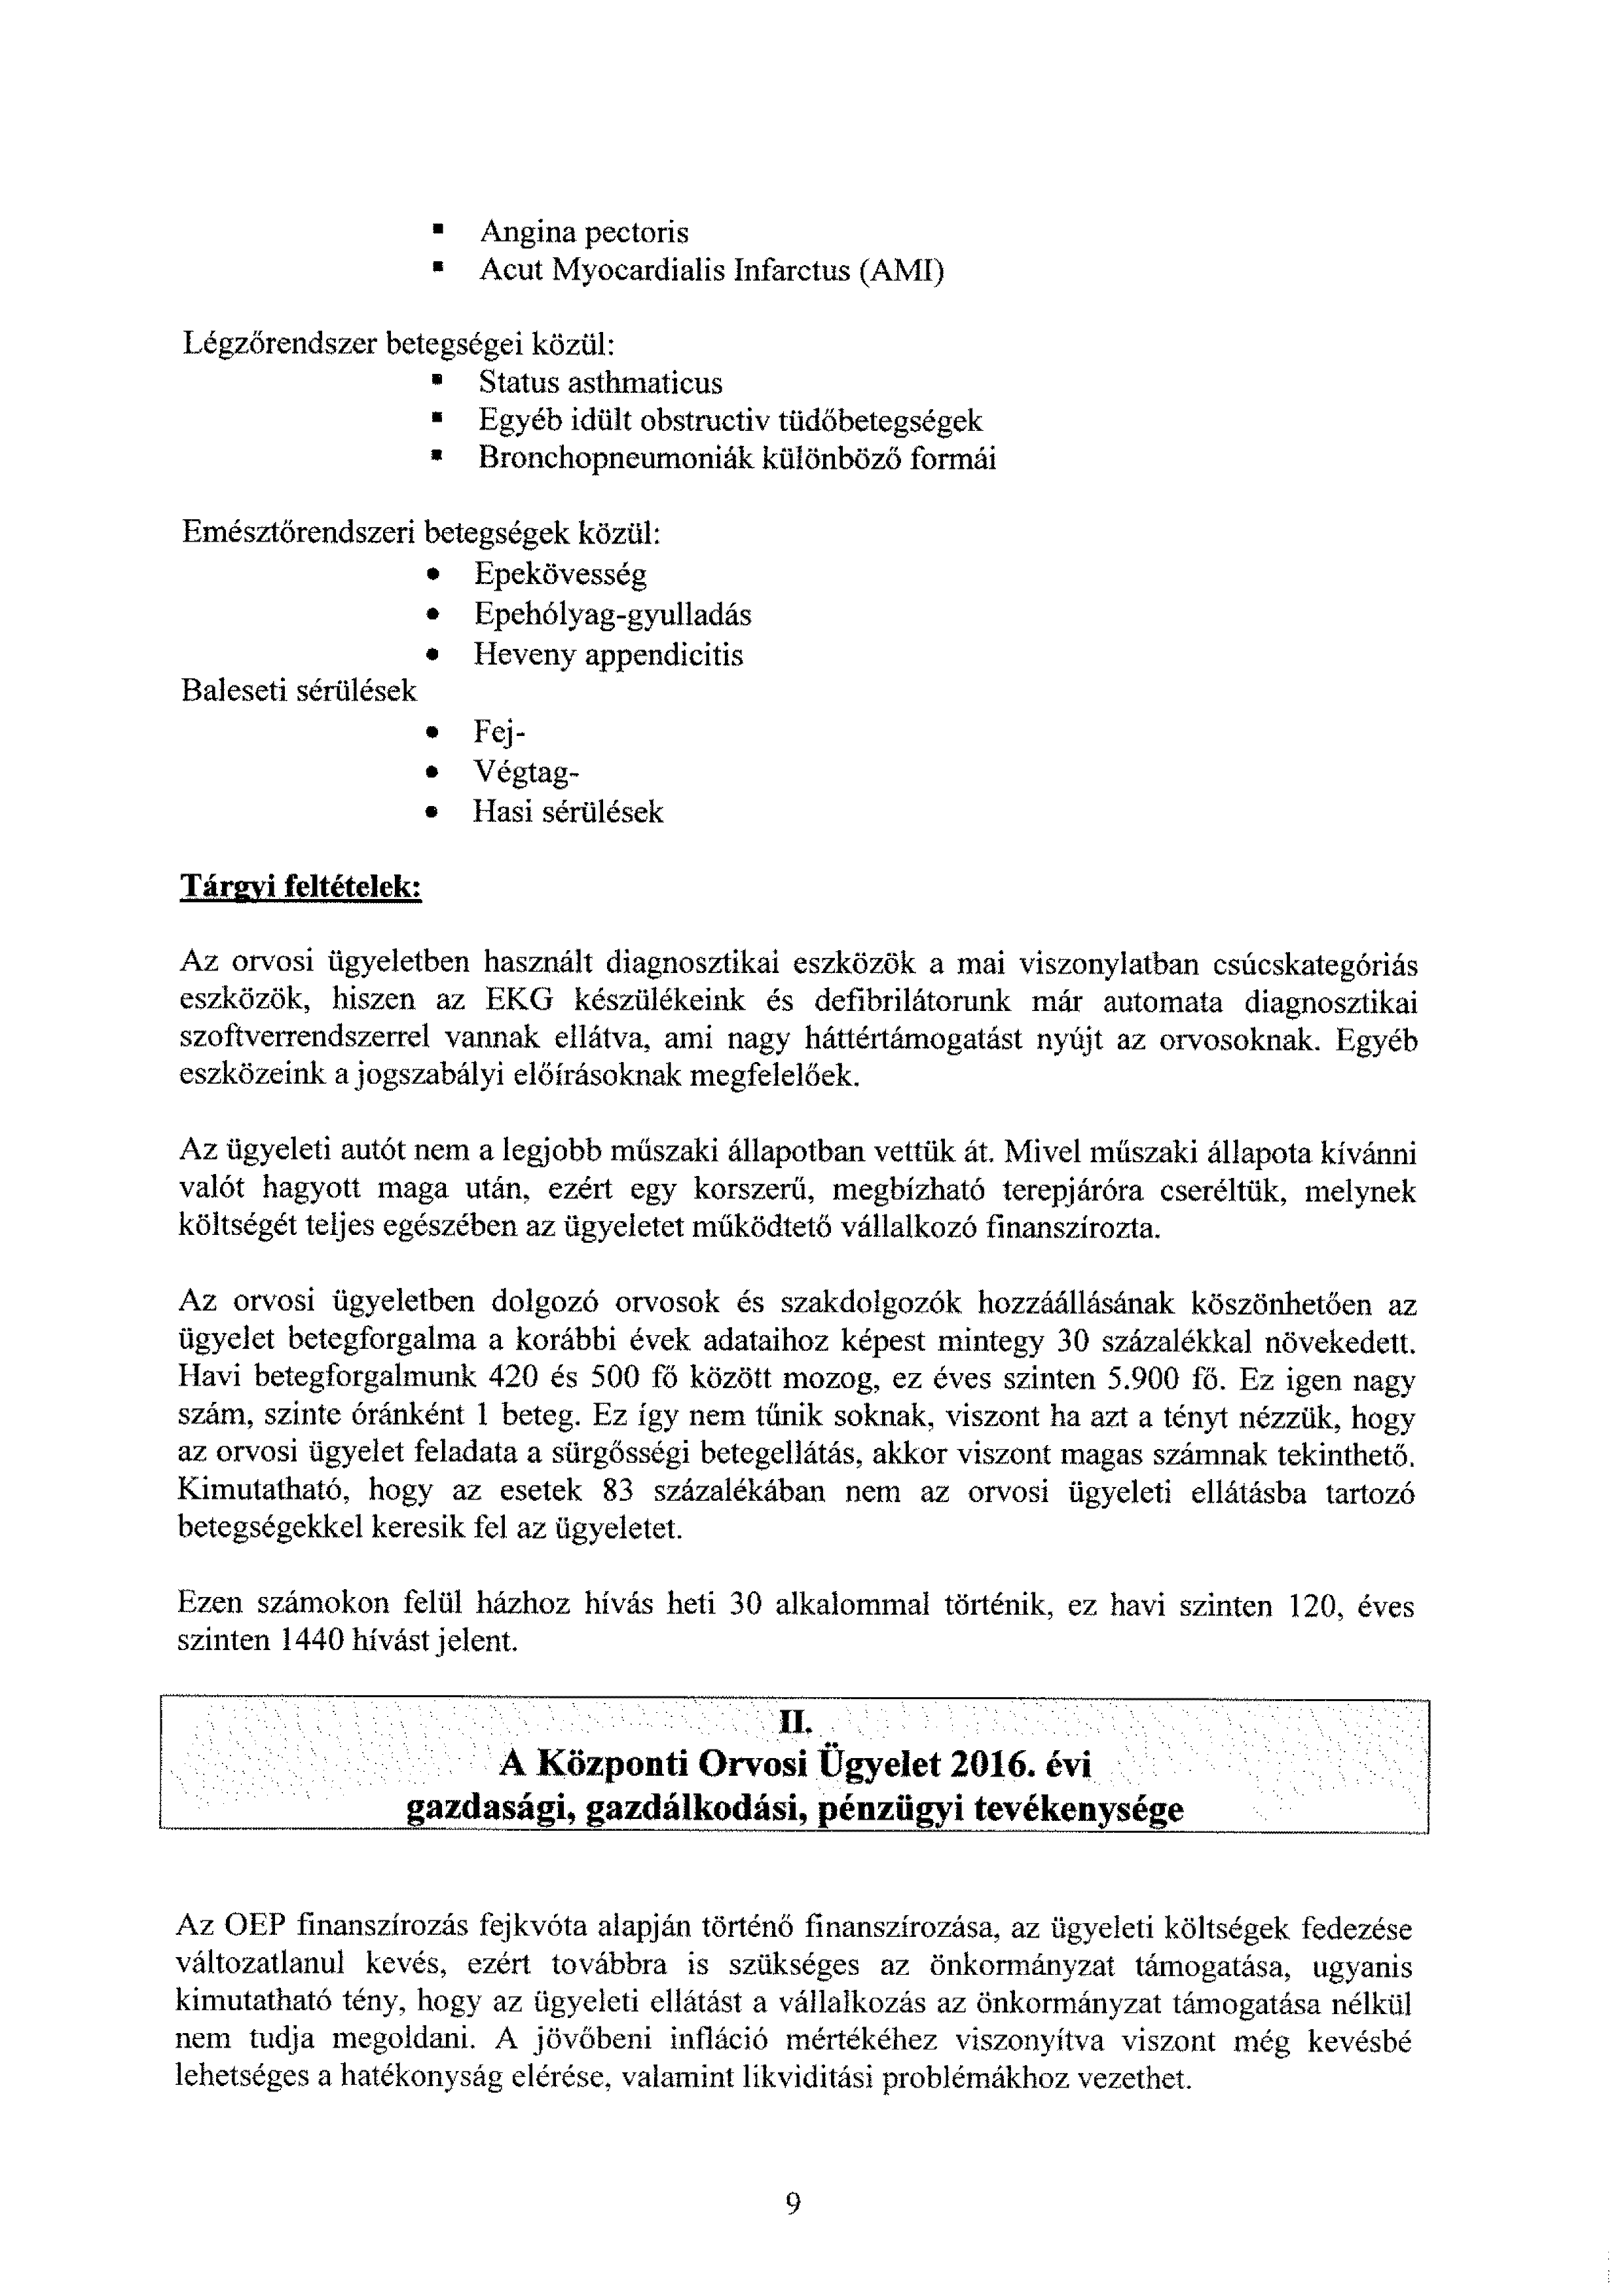 ▪ Angina pectoris
▪ Acut Myocardialis Infarctus (AMI)
Légzőrendszer betegségei közül:
▪ Status asthmaticus
▪ Egyéb idült obstructiv tüdőbetegségek
▪ Bronchopneumoniák különböző formái
Emésztőrendszeri betegségek közül:
• Epekövesség
• Epehólyag-gyulladás
• Heveny appendicitis
Baleseti sérülések
• Fej-
• Végtag-
• Hasi sérülések
Tárgyi feltételek:
Az orvosi ügyeletben használt diagnosztikai eszközök a mai viszonylatban csúcskategóriás
eszközök, hiszen az EKG készülékeink és defibrilátorunk már automata diagnosztikai
szoftverrendszerrel vannak ellátva, ami nagy háttértámogatást nyújt az orvosoknak. Egyéb
eszközeink a jogszabályi előírásoknak megfelelőek.
Az ügyeleti autót nem a legjobb műszaki állapotban vettük át. Mivel műszaki állapota kívánni
valót hagyott maga után, ezért egy korszerű, megbízható terepjáróra cseréltük, melynek
költségét teljes egészében az ügyeletet működtető vállalkozó finanszírozta.
Az orvosi ügyeletben dolgozó orvosok és szakdolgozók hozzáállásának köszönhetően az
ügyelet betegforgalma a korábbi évek adataihoz képest mintegy 30 százalékkal növekedett.
Havi betegforgalmunk 420 és 500 fő között mozog, ez éves szinten 5.900 fő. Ez igen nagy
szám, szinte óránként 1 beteg. Ez így nem tűnik soknak, viszont ha azt a tényt nézzük, hogy
az orvosi ügyelet feladata a sürgősségi betegellátás, akkor viszont magas számnak tekinthető.
Kimutatható, hogy az esetek 83 százalékában nem az orvosi ügyeleti ellátásba tartozó
betegségekkel keresik fel az ügyeletet.
Ezen számokon felül házhoz hívás heti 30 alkalommal történik, ez havi szinten 120, éves
szinten 1440 hívást jelent.
II.
A Központi Orvosi Ügyelet 2016. évi
gazdasági, gazdálkodási, pénzügyi tevékenysége
Az OEP finanszírozás fejkvóta alapján történő finanszírozása, az ügyeleti költségek fedezése
változatlanul kevés, ezért továbbra is szükséges az önkormányzat támogatása, ugyanis
kimutatható tény, hogy az ügyeleti ellátást a vállalkozás az önkormányzat támogatása nélkül
nem tudja megoldani. A jövőbeni infláció mértékéhez viszonyítva viszont még kevésbé
lehetséges a hatékonyság elérése, valamint likviditási problémákhoz vezethet.
9